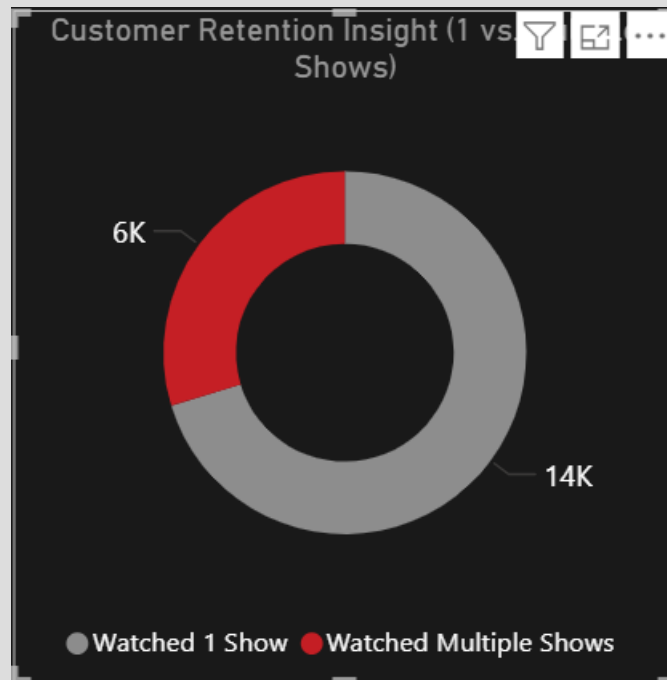 Customer Retention Insight (1 vs.
Shows)
6K
14K
Watched 1 Show Watched Multiple Shows